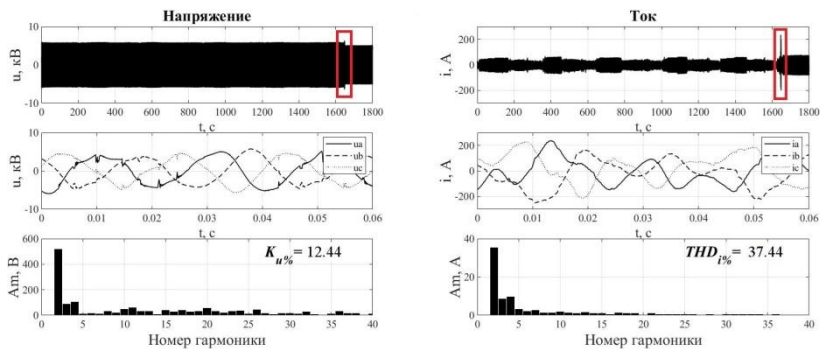 Напряжение
u, кВ
10
0
-10
0 200 400 600 800 1000 1200 1400 1600 1800
t, с
u, кВ
10
0
-10
ua
ub
uc
0 0.01 0.02 0.03 0.04 0.05 0.06
t, с
Am, В
600
400
200
0
Ku%= 12.44
0 5 10 15 20 25 30 35 40
Номер гармоники
Ток
i, А
200
0
-200
0 200 400 600 800 1000 1200 1400 1600 1800
t, с
i, А
200
0
-200
ia
ib
ic
0 0.01 0.02 0.03 0.04 0.05 0.06
t, с
Am, А
40
20
0
THDi%= 37.44
0 5 10 15 20 25 30 35 40
Номер гармоники